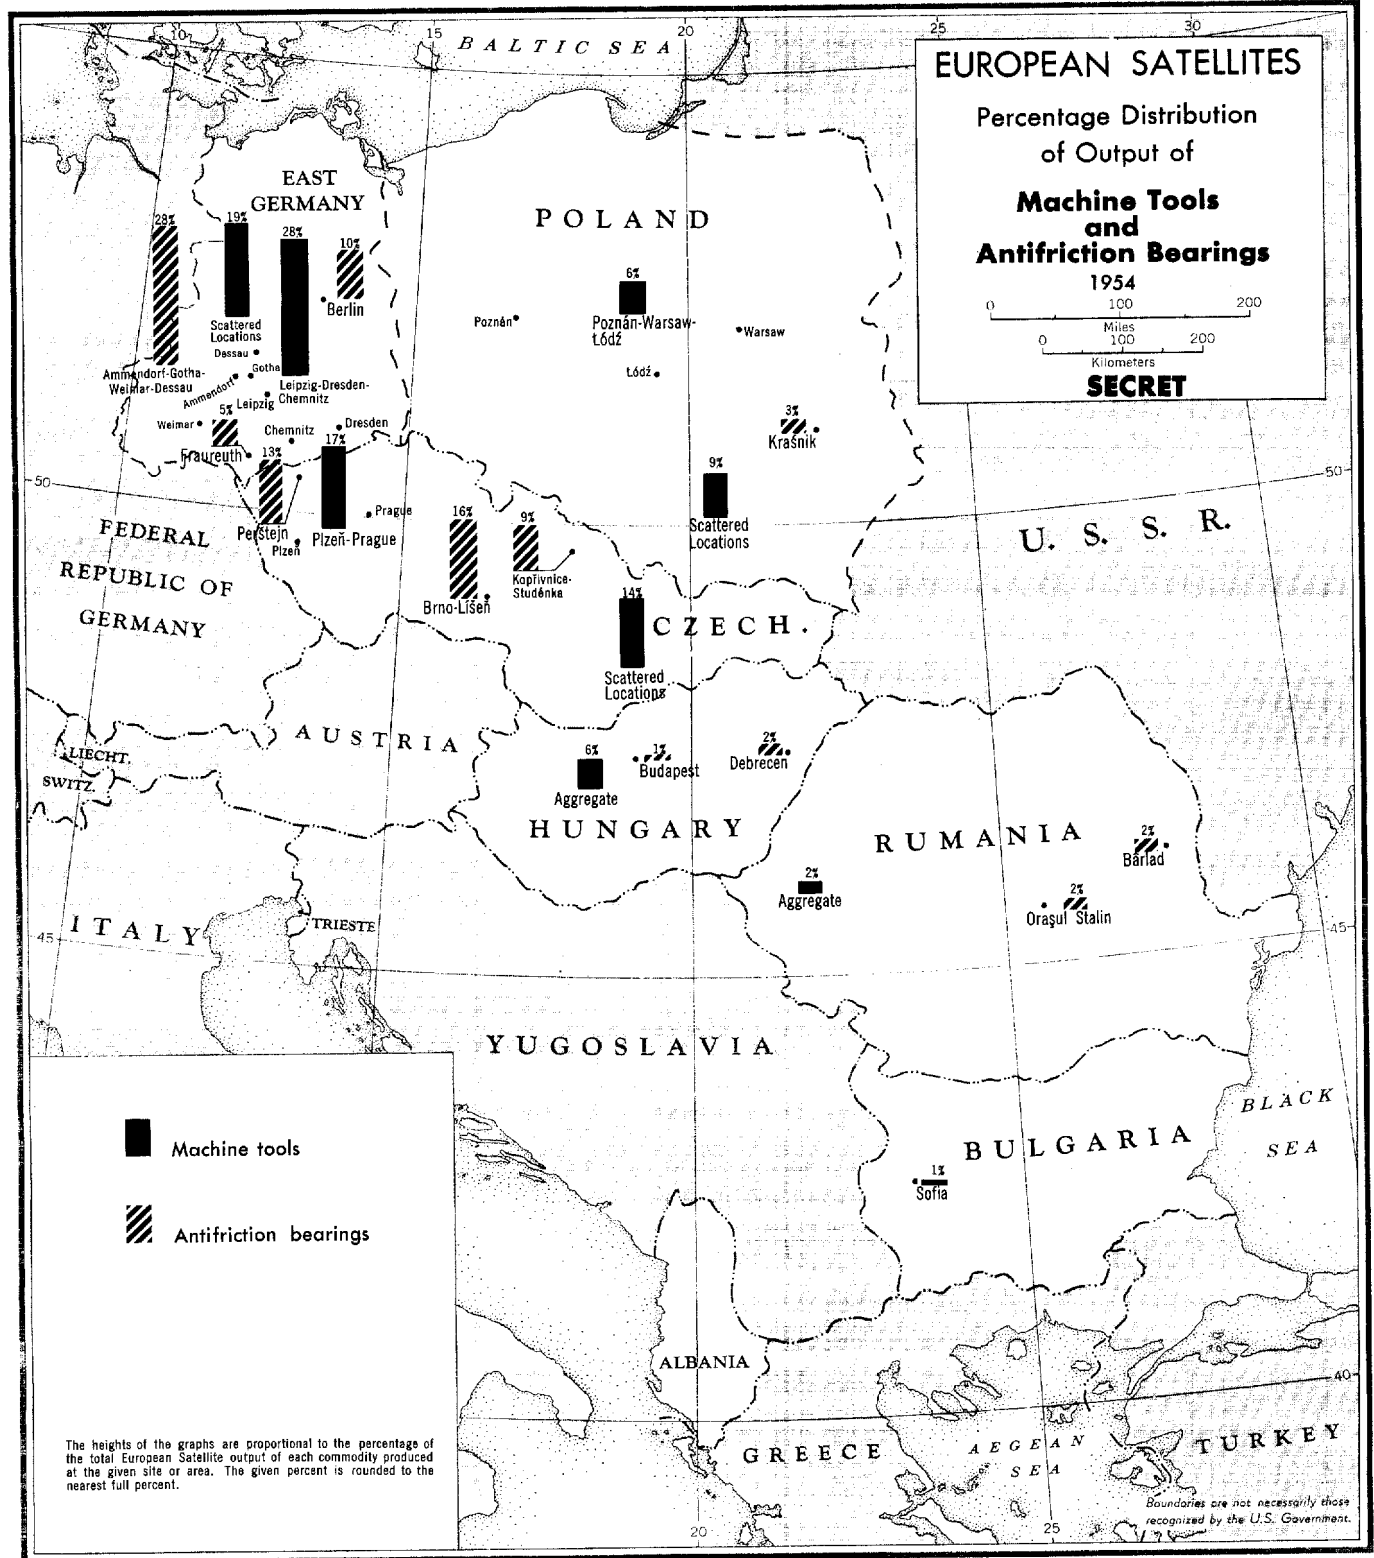 10
15
20
25
30
BALTIC SEA
EUROPEAN SATELLITES
Percentage Distribution
of Output of
Machine Tools
and
Antifriction Bearings
1954
0 100 200
Miles
0 100 200
Kilometers
SECRET
EAST
GERMANY
POLAND
28%
Ammendorf-Gotha-
Weimar-Dessau
19%
Scattered
Locations
28%
Leipzig-Dresden-
Chemnitz
10%
Berlin
Dessau
Gotha
Ammendorf
Leipzig
Weimar
Chemnitz
Dresden
5%
Fraureuth
6%
Poznań-Warsaw-
Łódź
Poznań
Warsaw
Łódź
3%
Kraśnik
9%
Scattered
Locations
13%
Perštejn
17%
Plzeň-Prague
Prague
Plzeň
16%
Brno-Líšeň
9%
Kopřivnice-
Studénka
14%
Scattered
Locations
CZECH.
50
50
FEDERAL
REPUBLIC OF
GERMANY
U. S. S. R.
AUSTRIA
LIECHT.
SWITZ.
6%
Aggregate
1%
Budapest
2%
Debrecen
HUNGARY
RUMANIA
2%
Aggregate
2%
Bârlad
2%
Oraşul Stalin
ITALY
TRIESTE
45
45
YUGOSLAVIA
BLACK
SEA
BULGARIA
1%
Sofia
Machine tools
Antifriction bearings
ALBANIA
GREECE
AEGEAN
SEA
TURKEY
40
20
25
The heights of the graphs are proportional to the percentage of
the total European Satellite output of each commodity produced
at the given site or area. The given percent is rounded to the
nearest full percent.
Boundaries are not necessarily those
recognized by the U.S. Government.